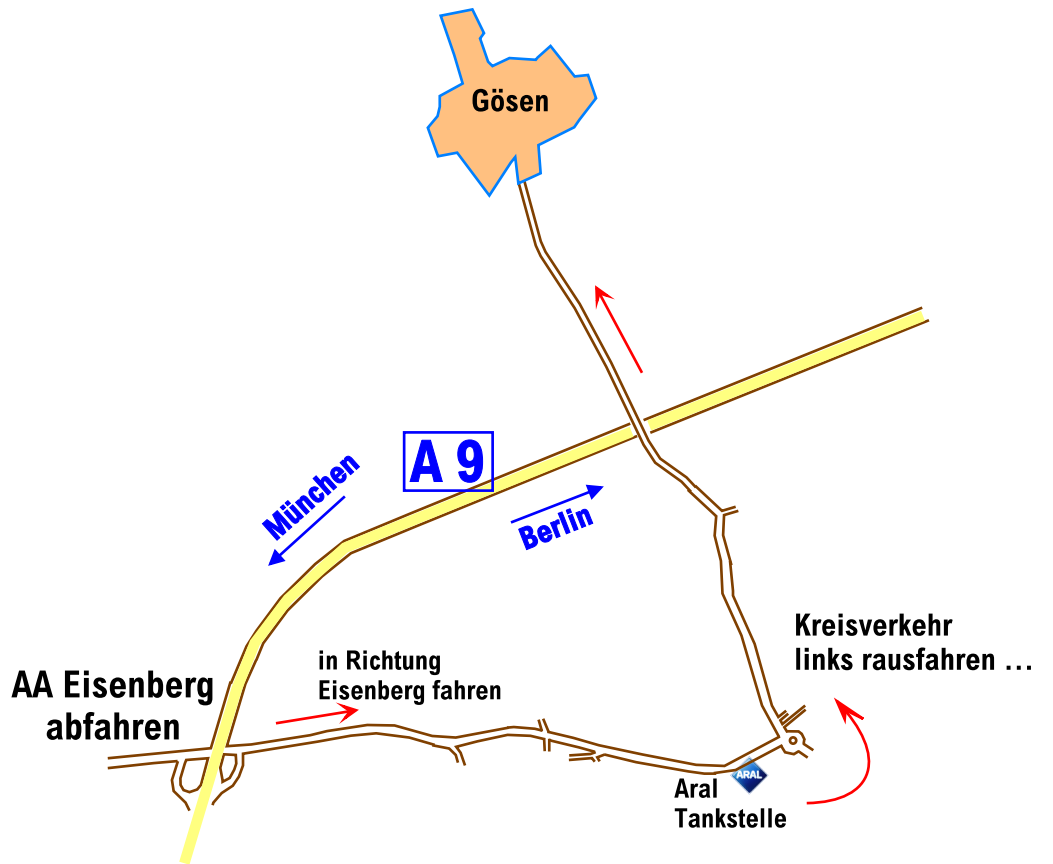 Gösen
A 9
München
Berlin
Kreisverkehr
links rausfahren ...
in Richtung
Eisenberg fahren
AA Eisenberg
abfahren
ARAL
Aral
Tankstelle